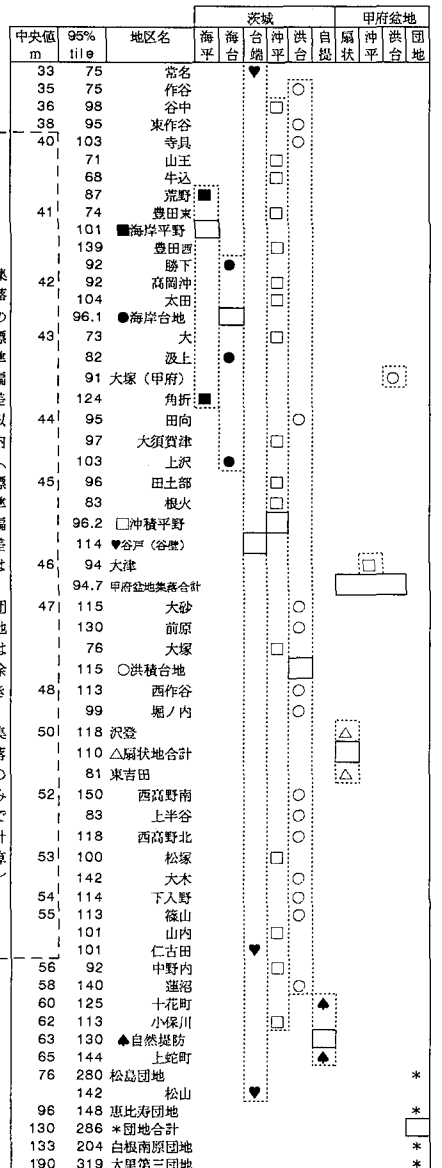 茨城 甲府盆地
中央値 95% 地区名 海 海 台 沖 洪 自 扇 沖 洪 団
m tile 平 台 端 平 台 提 状 平 台 地
33 75 常名 ♥
35 75 作谷 ○
36 98 谷中 □
38 95 東作谷 ○
40 103 寺具 ○
71 山王 □
68 牛込 □
87 荒野 ■
41 74 豊田東 □
101 ■海岸平野
139 豊田西 □
92 勝下 ●
42 92 高岡沖 □
104 太田 □
96.1 ●海岸台地
43 73 大 □
82 汲上 ●
91 大塚（甲府） ○
124 角折 ■
44 95 田向 ○
97 大須賀津 □
103 上沢 ●
45 96 田土部 □
83 根火 □
96.2 □沖積平野
114 ♥谷戸（谷壁）
46 94 大津 □
94.7 甲府盆地集落合計
47 115 大砂 ○
130 前原 ○
76 大塚 □
115 ○洪積台地
48 113 西作谷 ○
99 堀ノ内 ○
50 118 沢登 △
110 △扇状地合計
81 東吉田 △
52 150 西高野南 ○
83 上半谷 ○
118 西高野北 ○
53 100 松塚 □
142 大木 ○
54 114 下入野 ○
55 113 篠山 ○
101 山内 □
101 仁古田 ♥
56 92 中野内 □
58 140 蓮沼 ○
60 125 十花町 ♠
62 113 小保川 □
63 130 ♠自然堤防
65 144 上蛇町 ♠
76 280 松島団地 *
142 松山 ♥
96 148 恵比寿団地 *
130 286 *団地合計
133 204 白根南原団地 *
190 319 大里第三団地 *